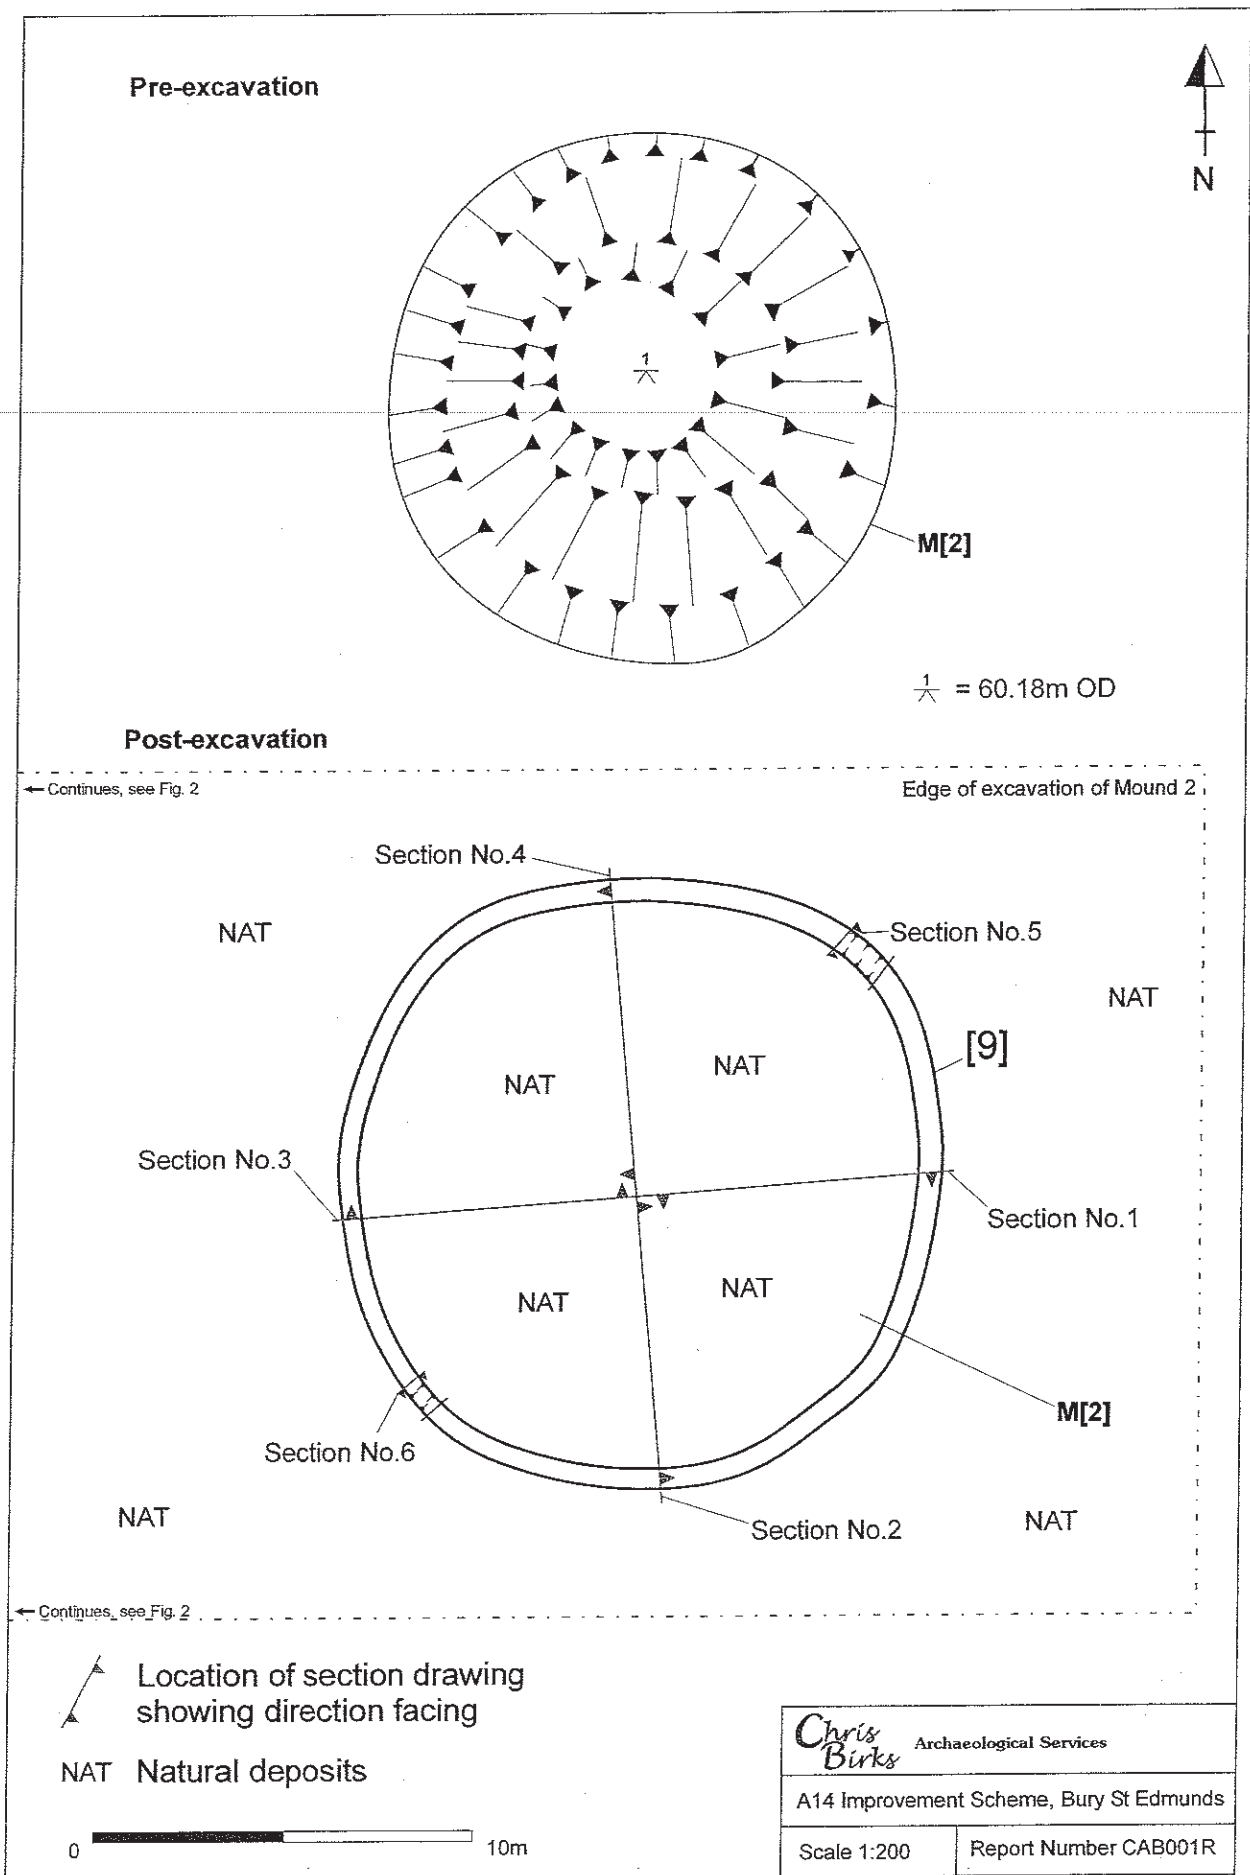 Pre-excavation
N
1
M[2]
1 = 60.18m OD
Post-excavation
← Continues, see Fig. 2
Edge of excavation of Mound 2
Section No.4
NAT
Section No.5
NAT
[9]
NAT
NAT
Section No.3
Section No.1
NAT
NAT
M[2]
Section No.6
NAT
Section No.2
NAT
← Continues, see Fig. 2
Location of section drawing
showing direction facing
NAT Natural deposits
0 10m
Chris
Birks Archaeological Services
A14 Improvement Scheme, Bury St Edmunds
Scale 1:200 Report Number CAB001R